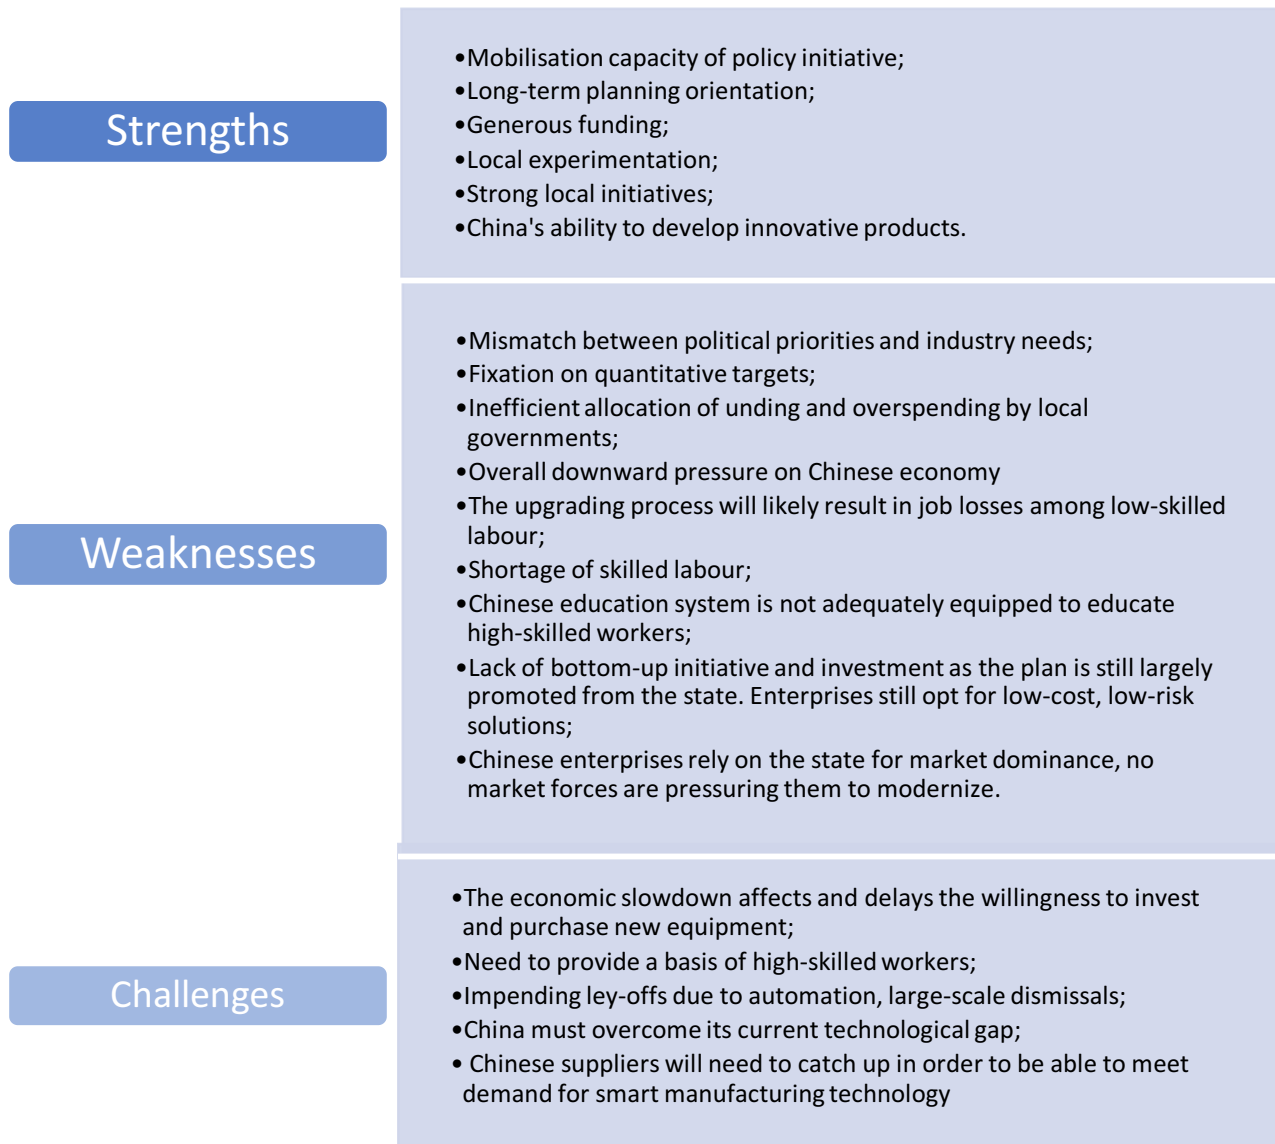 Strengths
•Mobilisation capacity of policy initiative;
•Long-term planning orientation;
•Generous funding;
•Local experimentation;
•Strong local initiatives;
•China's ability to develop innovative products.
Weaknesses
•Mismatch between political priorities and industry needs;
•Fixation on quantitative targets;
•Inefficient allocation of unding and overspending by local
governments;
•Overall downward pressure on Chinese economy
•The upgrading process will likely result in job losses among low-skilled
labour;
•Shortage of skilled labour;
•Chinese education system is not adequately equipped to educate
high-skilled workers;
•Lack of bottom-up initiative and investment as the plan is still largely
promoted from the state. Enterprises still opt for low-cost, low-risk
solutions;
•Chinese enterprises rely on the state for market dominance, no
market forces are pressuring them to modernize.
Challenges
•The economic slowdown affects and delays the willingness to invest
and purchase new equipment;
•Need to provide a basis of high-skilled workers;
•Impending ley-offs due to automation, large-scale dismissals;
•China must overcome its current technological gap;
• Chinese suppliers will need to catch up in order to be able to meet
demand for smart manufacturing technology